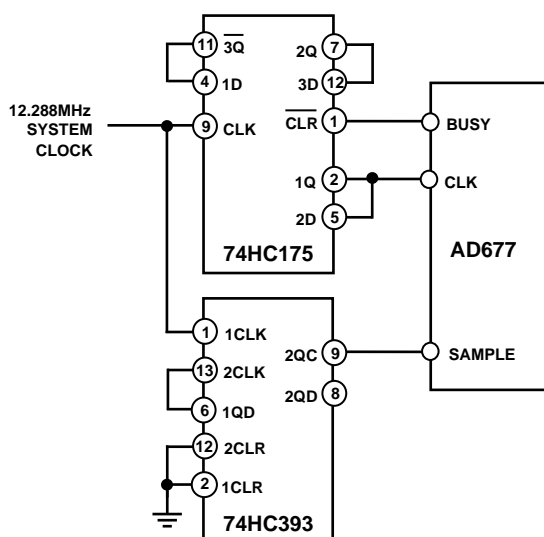 11 3Q̅ 2Q 7
4 1D 3D 12
12.288MHz
SYSTEM
CLOCK
9 CLK C̅L̅R̅ 1 BUSY
1Q 2 CLK
2D 5
74HC175
AD677
1 1CLK 2QC 9 SAMPLE
13 2CLK 2QD 8
6 1QD
12 2CLR
2 1CLR
74HC393